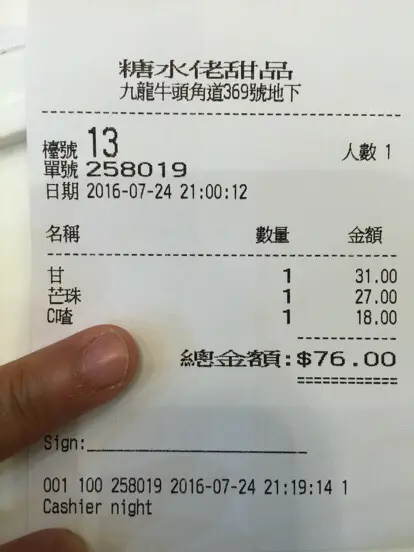 糖水佬甜品
九龍牛頭角道369號地下
檯號 13 人數 1
單號 258019
日期 2016-07-24 21:00:12
名稱 數量 金額
甘 1 31.00
芒珠 1 27.00
C喳 1 18.00
總金額:$76.00
Sign:
001 100 258019 2016-07-24 21:19:14 1
Cashier night